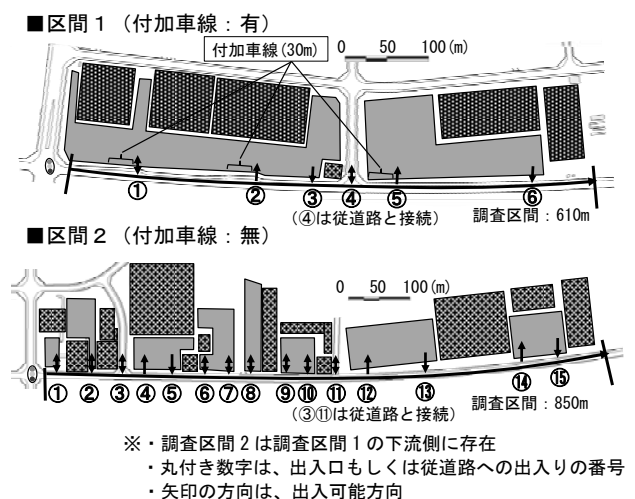 ■区間1（付加車線：有）
付加車線(30m)
0 50 100(m)
① ② ③ ④ ⑤ ⑥
(④は従道路と接続)
調査区間：610m
■区間2（付加車線：無）
0 50 100(m)
① ② ③ ④ ⑤ ⑥ ⑦ ⑧ ⑨ ⑩ ⑪ ⑫ ⑬ ⑭ ⑮
(③⑪は従道路と接続)
調査区間：850m
※・調査区間2は調査区間1の下流側に存在
・丸付き数字は、出入口もしくは従道路への出入りの番号
・矢印の方向は、出入可能方向